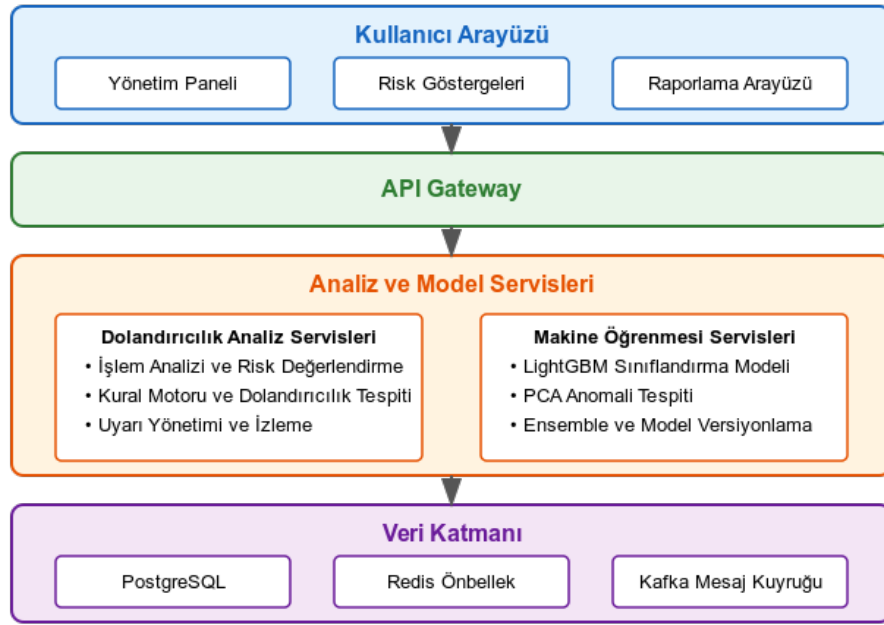 Kullanıcı Arayüzü
Yönetim Paneli
Risk Göstergeleri
Raporlama Arayüzü
API Gateway
Analiz ve Model Servisleri
Dolandırıcılık Analiz Servisleri
• İşlem Analizi ve Risk Değerlendirme
• Kural Motoru ve Dolandırıcılık Tespiti
• Uyarı Yönetimi ve İzleme
Makine Öğrenmesi Servisleri
• LightGBM Sınıflandırma Modeli
• PCA Anomali Tespiti
• Ensemble ve Model Versiyonlama
Veri Katmanı
PostgreSQL
Redis Önbellek
Kafka Mesaj Kuyruğu